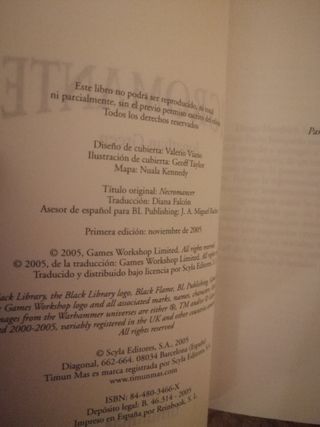 Este libro no podrá ser reproducido, ni total
ni parcialmente, sin el previo permiso escrito del editor.
Todos los derechos reservados
Diseño de cubierta: Valerio Viano
Ilustración de cubierta: Geoff Taylor
Mapa: Nuala Kennedy
Título original: Necromancer
Traducción: Diana Falcón
Asesor de español para BL Publishing: J. A. Miguel
Primera edición: noviembre de 2005
© 2005, Games Workshop Limited. All rights
© 2005, de la traducción: Games Workshop Limited. All rights
Traducido y distribuido bajo licencia por Scyla Editores
Black Library, the Black Library logo, Black Flame, BL Publishing
Games Workshop logo and all associated marks, names,
images from the Warhammer universe are either ®, TM and/or ©
2000-2005, variably registered in the UK and other countries
All rights reserved
© Scyla Editores, S.A. 2005
Diagonal, 662-664. 08034 Barcelona (España)
Timun Mas es marca registrada por Scyla Editores
www.timunmas.com
ISBN: 84-480-3466-X
Depósito legal: B. 46.314 - 2005
Impreso en España por Reinbook, S. L.